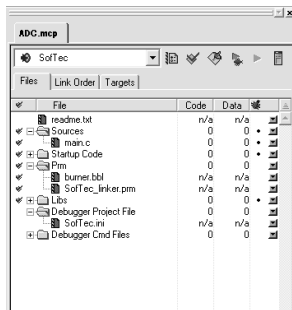 ADC.mcp
SofTec
Files Link Order Targets
File Code Data
readme.txt n/a n/a
Sources 0 0
main.c 0 0
Startup Code 0 0
Prm 0 0
burner.bbl n/a n/a
SofTec_linker.prm n/a n/a
Libs 0 0
Debugger Project File 0 0
SofTec.ini n/a n/a
Debugger Cmd Files 0 0